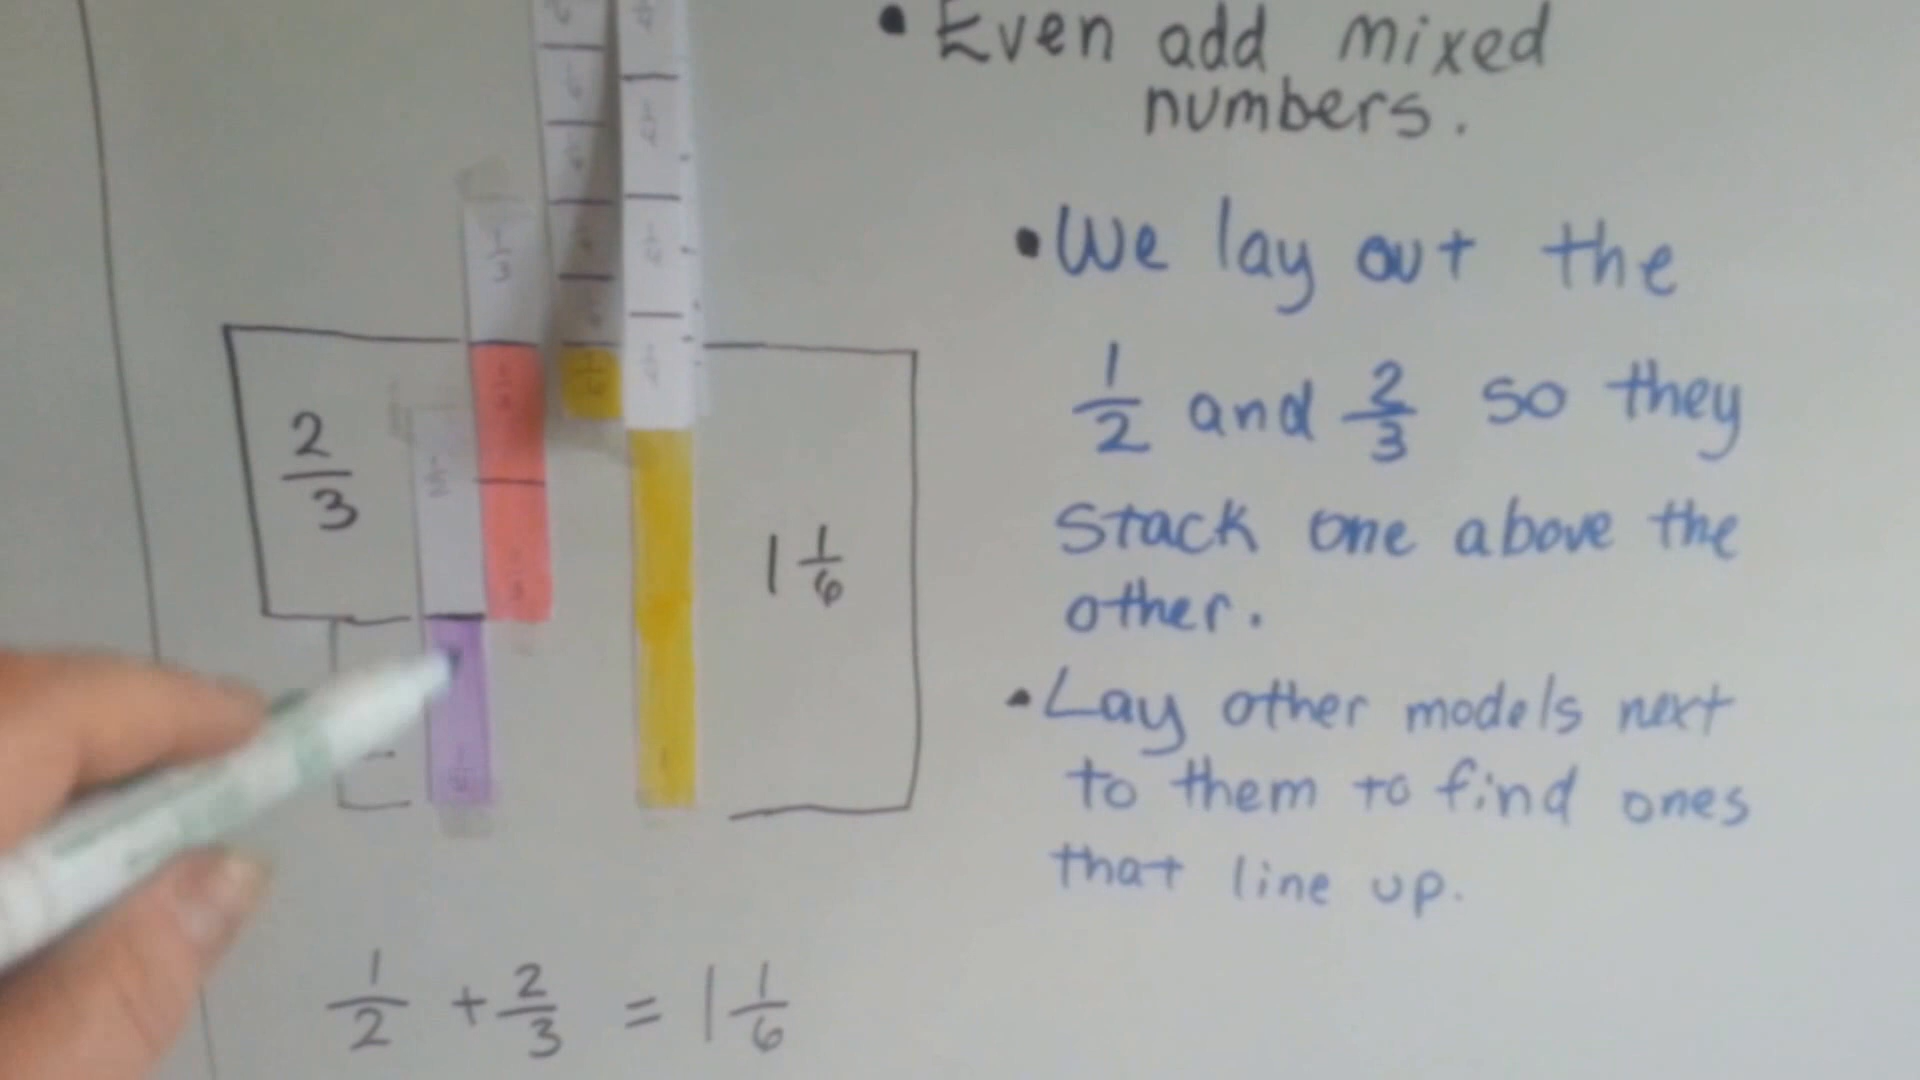 • Even add mixed
numbers.
• We lay out the
1/2 and 2/3 so they
stack one above the
other.
• Lay other models next
to them to find ones
that line up.
2/3
1 1/6
1/2 + 2/3 = 1 1/6